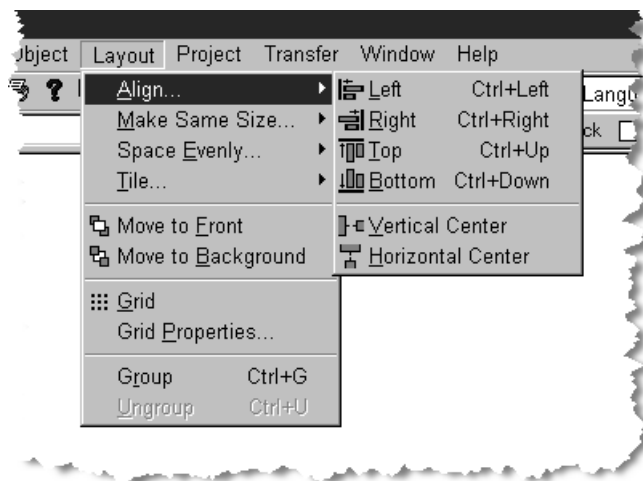 Layout Project Transfer Window Help
?
Align... Left Ctrl+Left
Make Same Size... Right Ctrl+Right
Space Evenly... Top Ctrl+Up
Tile... Bottom Ctrl+Down
Move to Front Vertical Center
Move to Background Horizontal Center
Grid
Grid Properties...
Group Ctrl+G
Ungroup Ctrl+U